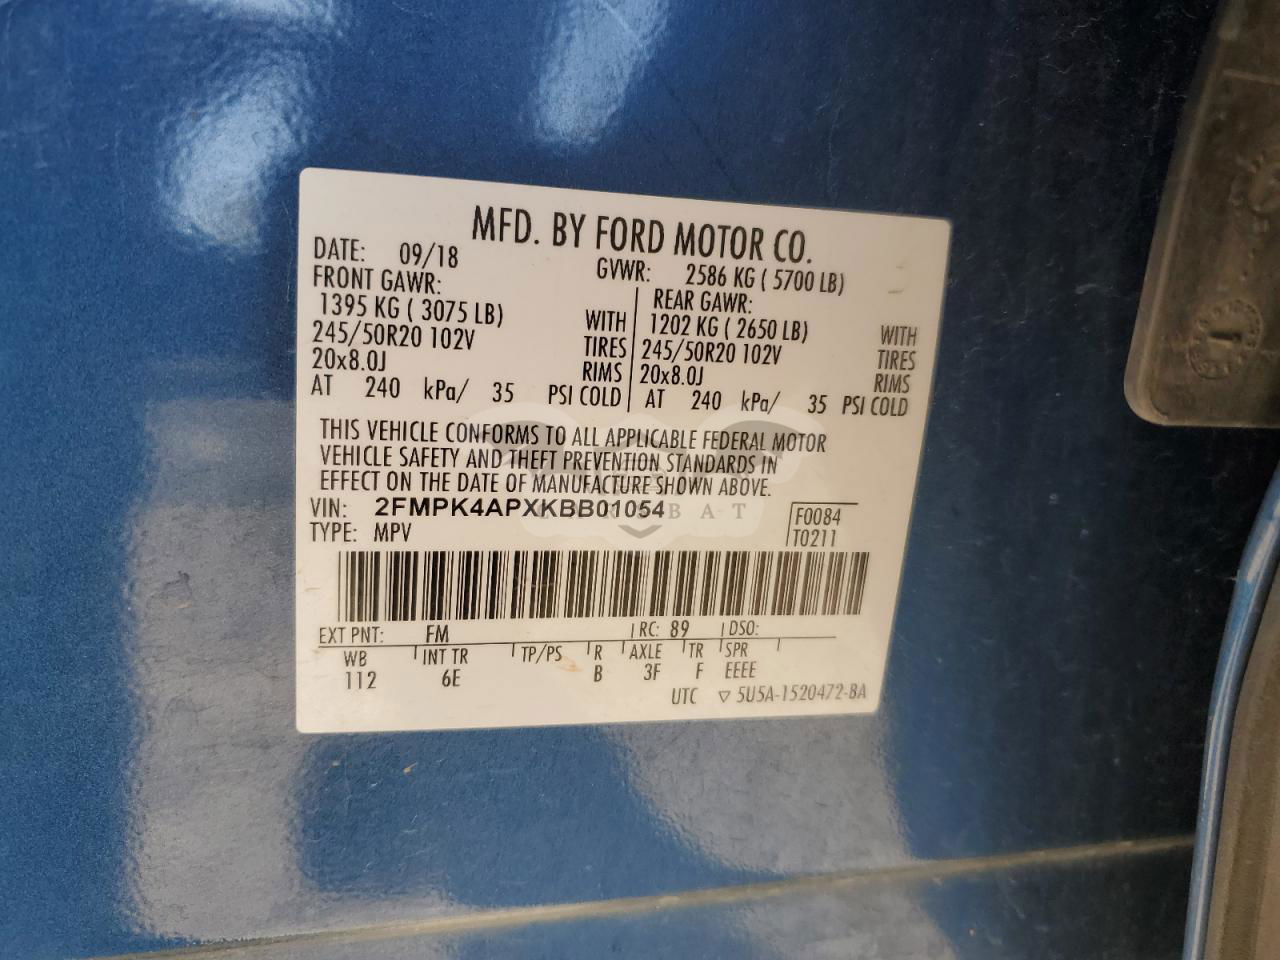 MFD. BY FORD MOTOR CO.
DATE: 09/18 GVWR: 2586 KG ( 5700 LB)
FRONT GAWR: REAR GAWR:
1395 KG ( 3075 LB) WITH 1202 KG ( 2650 LB) WITH
245/50R20 102V TIRES 245/50R20 102V TIRES
20x8.0J RIMS 20x8.0J RIMS
AT 240 kPa/ 35 PSI COLD AT 240 kPa/ 35 PSI COLD
THIS VEHICLE CONFORMS TO ALL APPLICABLE FEDERAL MOTOR
VEHICLE SAFETY AND THEFT PREVENTION STANDARDS IN
EFFECT ON THE DATE OF MANUFACTURE SHOWN ABOVE.
VIN: 2FMPK4APXKBB01054 F0084
TYPE: MPV T0211
EXT PNT: FM RC: 89 DSO:
WB INT TR TP/PS R AXLE TR SPR
112 6E B 3F F EEEE
UTC ▽ 5U5A-1520472-BA